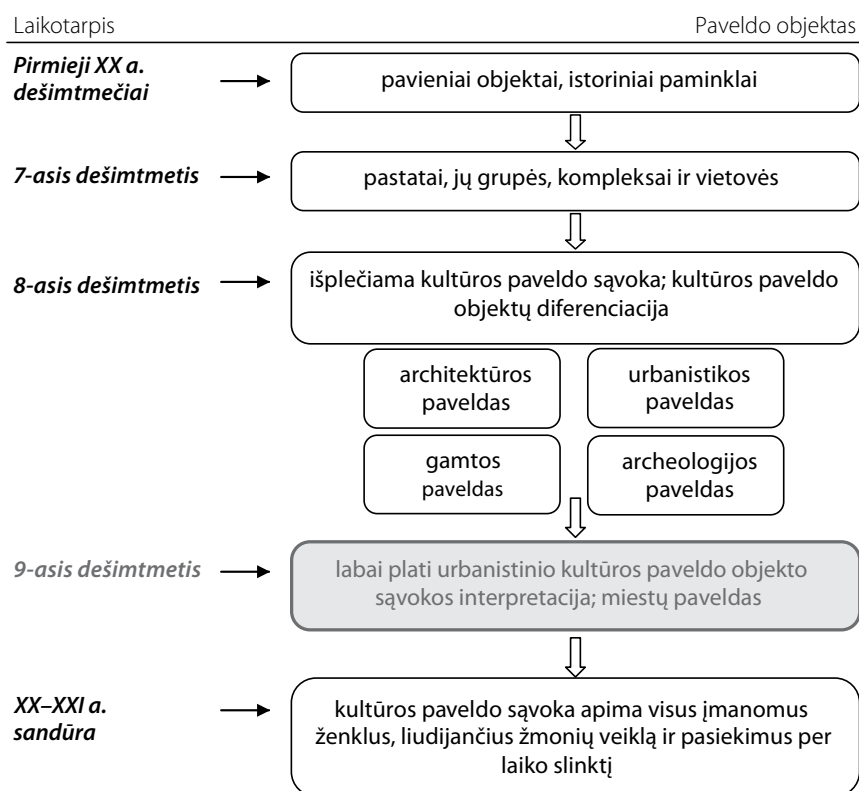 Laikotarpis Paveldo objektas
Pirmieji XX a.
dešimtmečiai
pavieniai objektai, istoriniai paminklai
7-asis dešimtmetis
pastatai, jų grupės, kompleksai ir vietovės
8-asis dešimtmetis
išplečiama kultūros paveldo sąvoka; kultūros paveldo
objektų diferenciacija
architektūros
paveldas
urbanistikos
paveldas
gamtos
paveldas
archeologijos
paveldas
9-asis dešimtmetis
labai plati urbanistinio kultūros paveldo objekto
sąvokos interpretacija; miestų paveldas
XX–XXI a.
sandūra
kultūros paveldo sąvoka apima visus įmanomus
ženklus, liudijančius žmonių veiklą ir pasiekimus per
laiko slinktį